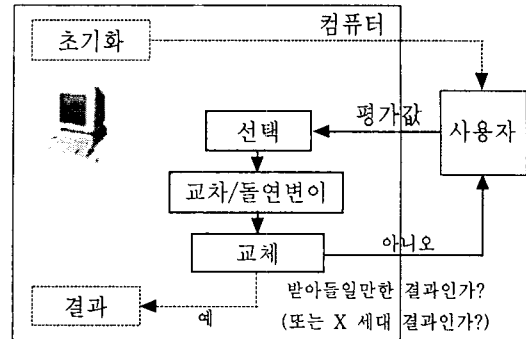 컴퓨터
초기화
평가값
사용자
선택
교차/돌연변이
교체
아니오
받아들일만한 결과인가?
(또는 X 세대 결과인가?)
예
결과